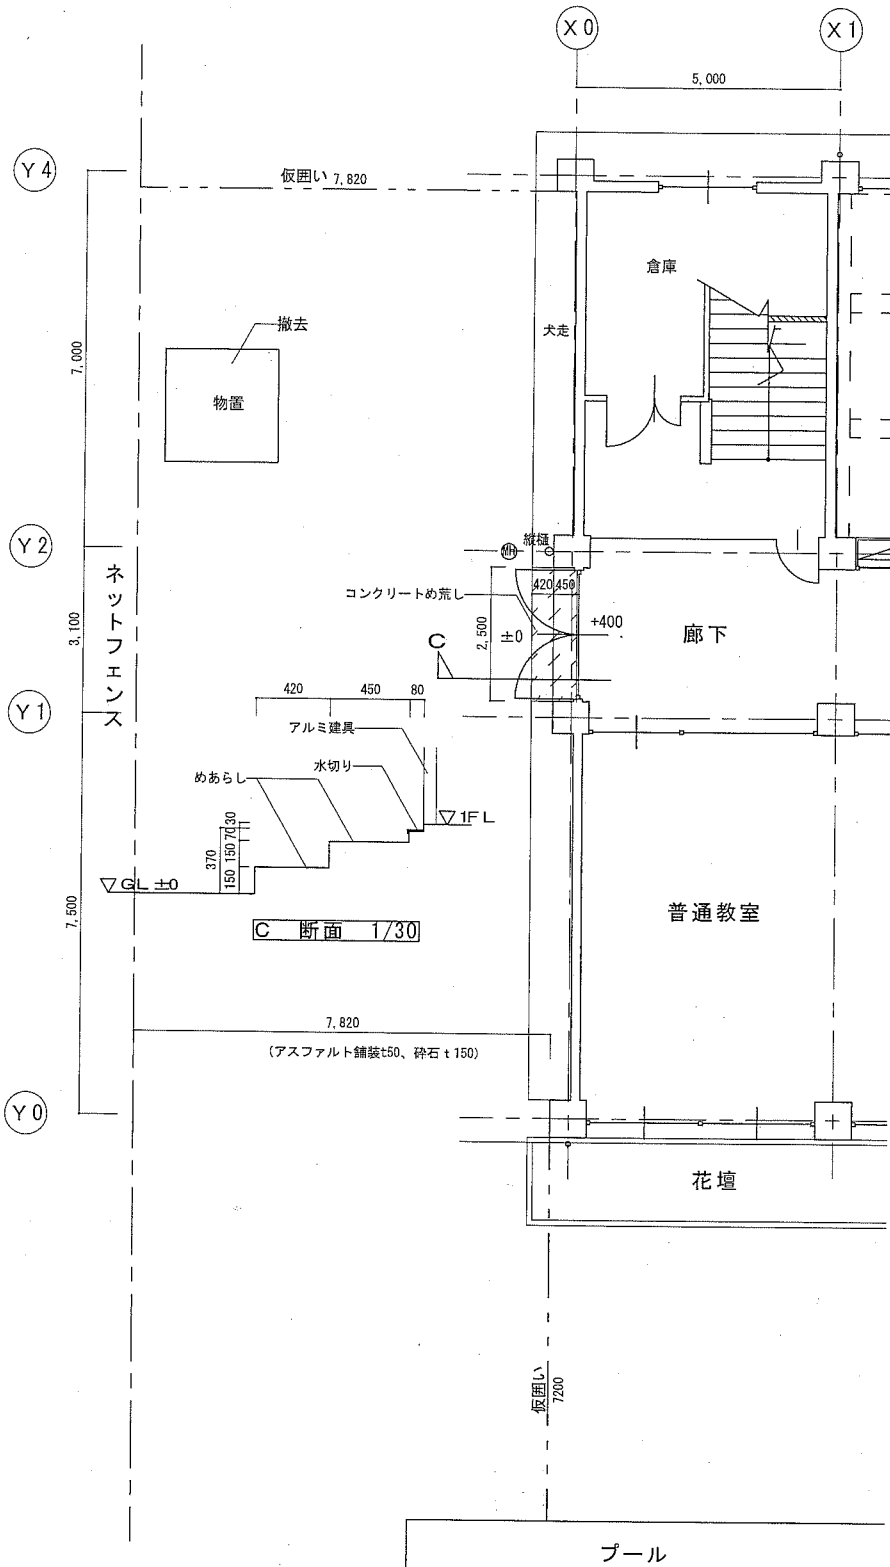 X0
X1
5,000
Y4
仮囲い 7,820
倉庫
撤去
犬走
7,000
物置
Y2
MH
縦樋
ネットフェンス
コンクリートめ荒し
420 450
+400
3,100
2,500
±0
廊下
C
420 450 80
Y1
アルミ建具
水切り
めあらし
▽1FL
370
150 150 70 30
▽GL ±0
普通教室
7,500
C 断面 1/30
7,820
(アスファルト舗装t50、砕石t150)
Y0
花壇
仮囲い
7200
プール